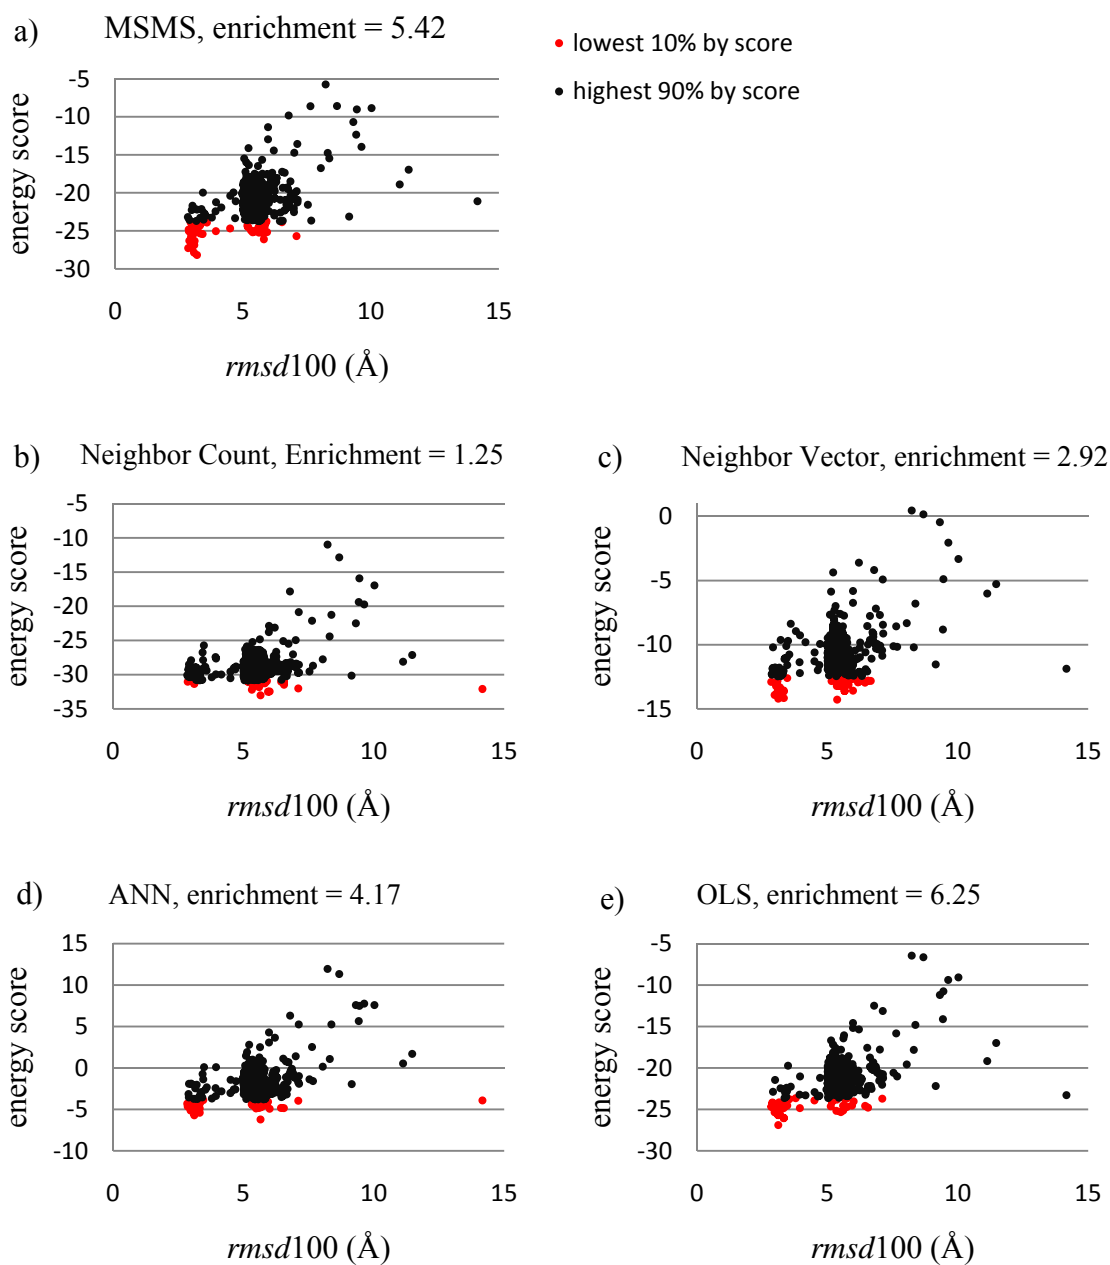 a) MSMS, enrichment = 5.42
• lowest 10% by score
• highest 90% by score
energy score
-5
-10
-15
-20
-25
-30
0 5 10 15
rmsd100 (Å)
b) Neighbor Count, Enrichment = 1.25
energy score
-5
-10
-15
-20
-25
-30
-35
0 5 10 15
rmsd100 (Å)
c) Neighbor Vector, enrichment = 2.92
energy score
0
-5
-10
-15
0 5 10 15
rmsd100 (Å)
d) ANN, enrichment = 4.17
energy score
15
10
5
0
-5
-10
0 5 10 15
rmsd100 (Å)
e) OLS, enrichment = 6.25
energy score
-5
-10
-15
-20
-25
-30
0 5 10 15
rmsd100 (Å)